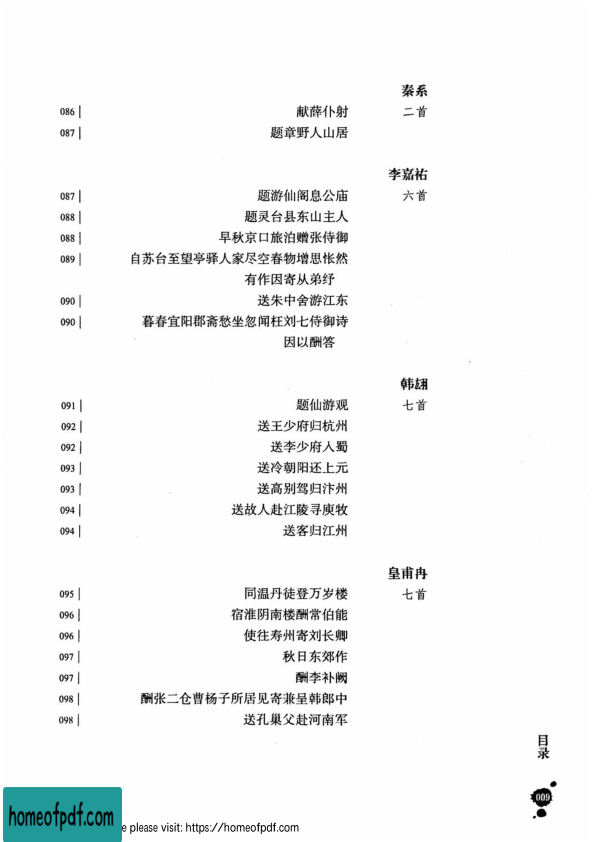 秦系
086| 献薛仆射 二首
087| 题章野人山居
李嘉祐
087| 题游仙阁息公庙 六首
088| 题灵台县东山主人
088| 早秋京口旅泊赠张侍御
089| 自苏台至望亭驿人家尽空春物增思怅然
有作因寄从弟纾
090| 送朱中舍游江东
090| 暮春宜阳郡斋愁坐忽闻枉刘七侍御诗
因以酬答
韩翃
091| 题仙游观 七首
092| 送王少府归杭州
092| 送李少府入蜀
093| 送冷朝阳还上元
093| 送高别驾归汴州
094| 送故人赴江陵寻庾牧
094| 送客归江州
皇甫冉
095| 同温丹徒登万岁楼 七首
096| 宿淮阴南楼酬常伯能
096| 使往寿州寄刘长卿
097| 秋日东郊作
097| 酬李补阙
098| 酬张二仓曹杨子所居见寄兼呈韩郎中
098| 送孔巢父赴河南军
目录
009
homeofpdf.com
e please visit: https://homeofpdf.com